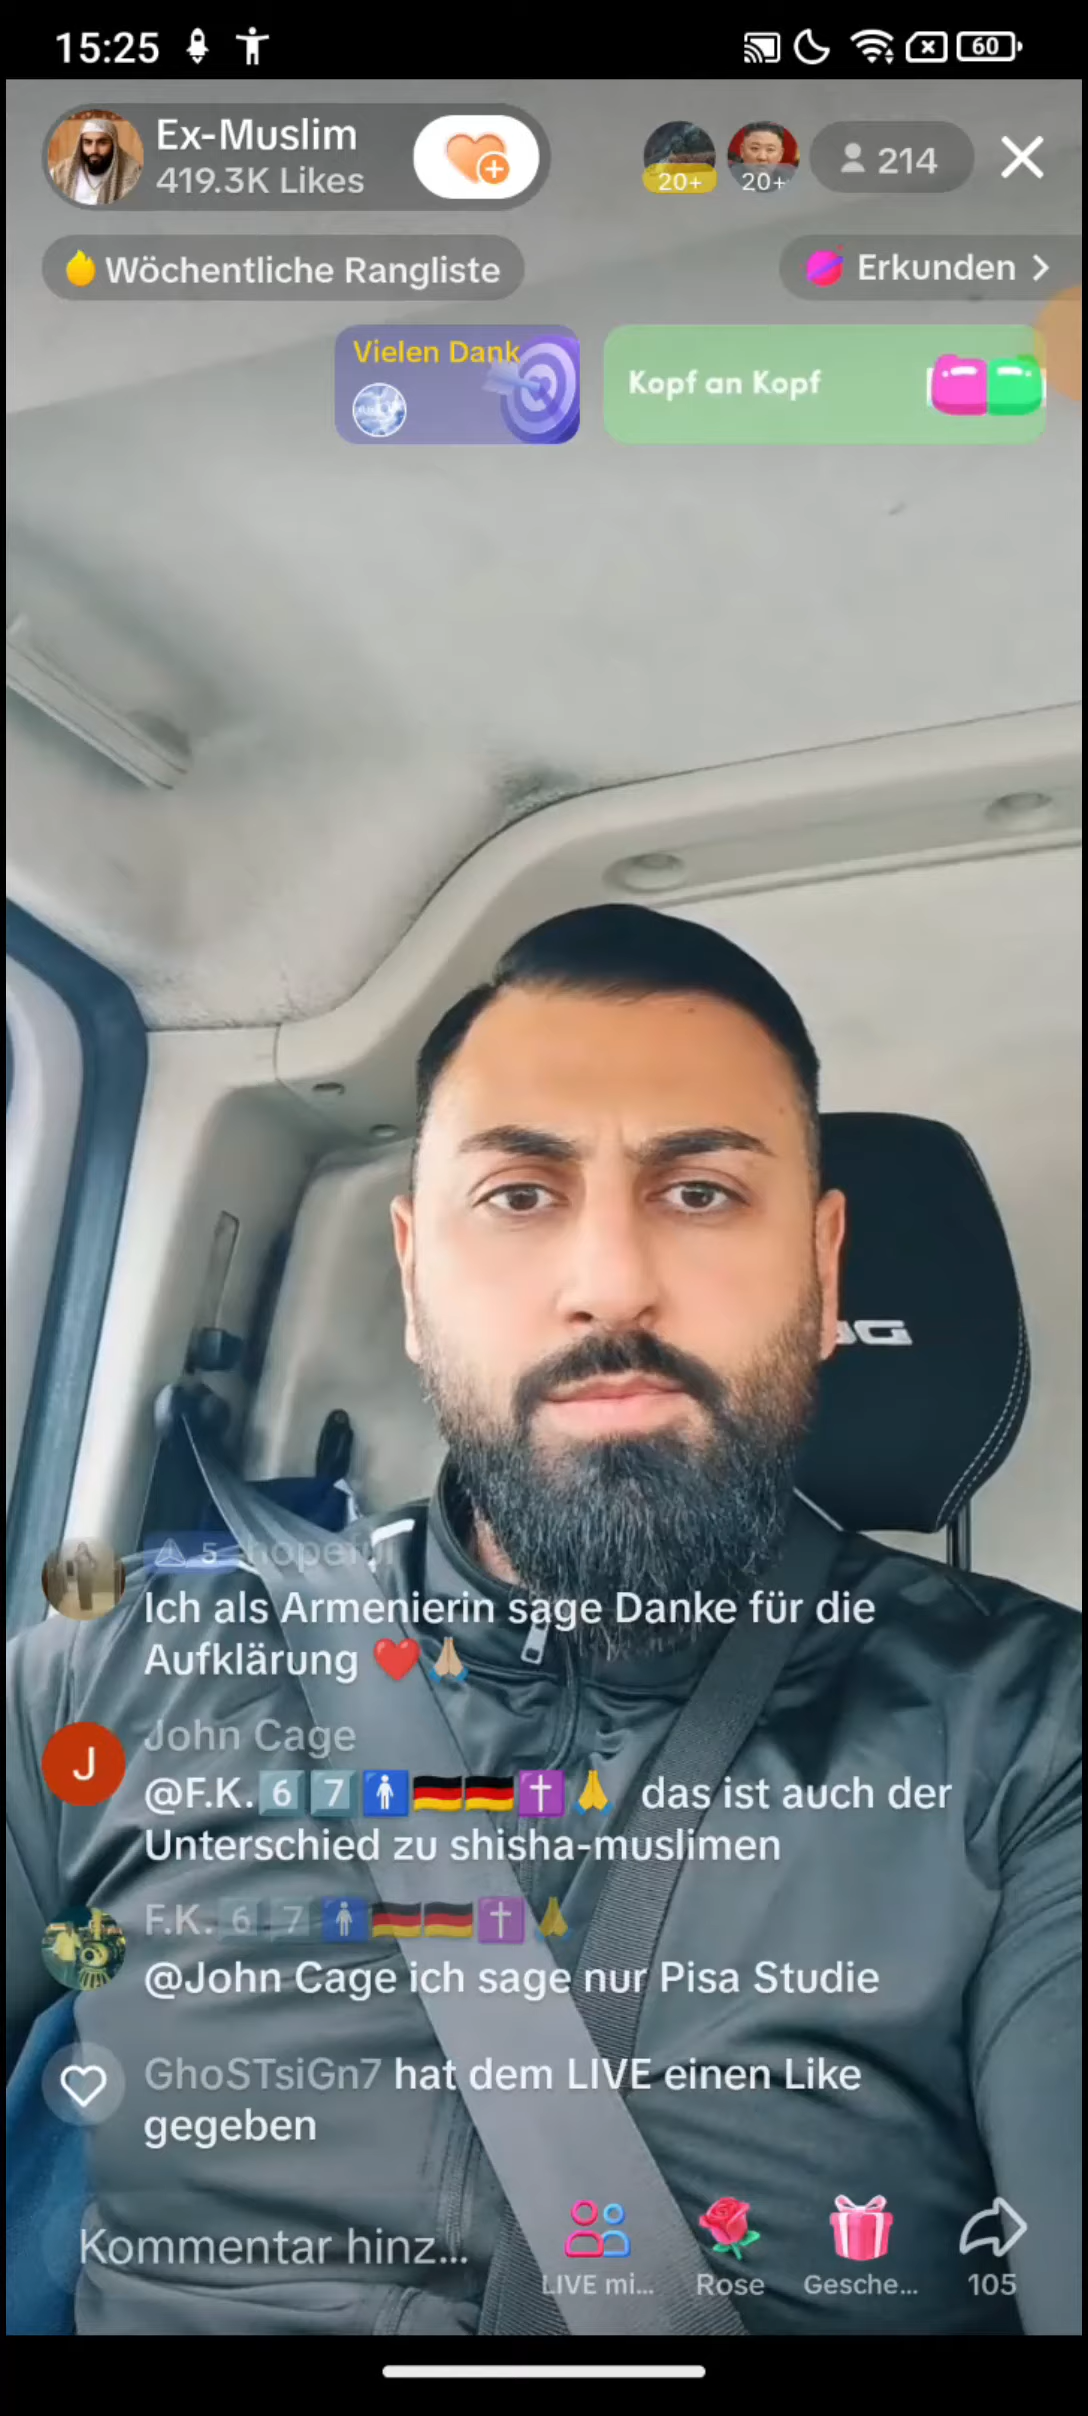 15:25
60
Ex-Muslim
419.3K Likes
20+
20+
214
Wöchentliche Rangliste
Erkunden >
Vielen Dank
Kopf an Kopf
5 hopeful
Ich als Armenierin sage Danke für die
Aufklärung ❤️🙏🏼
J
John Cage
@F.K.6️⃣7️⃣🚹🇩🇪🇩🇪✝️🙏 das ist auch der
Unterschied zu shisha-muslimen
F.K.6️⃣7️⃣🚹🇩🇪🇩🇪✝️🙏
@John Cage ich sage nur Pisa Studie
GhoSTsiGn7 hat dem LIVE einen Like
gegeben
Kommentar hinz...
LIVE mi...
Rose
Gesche...
105